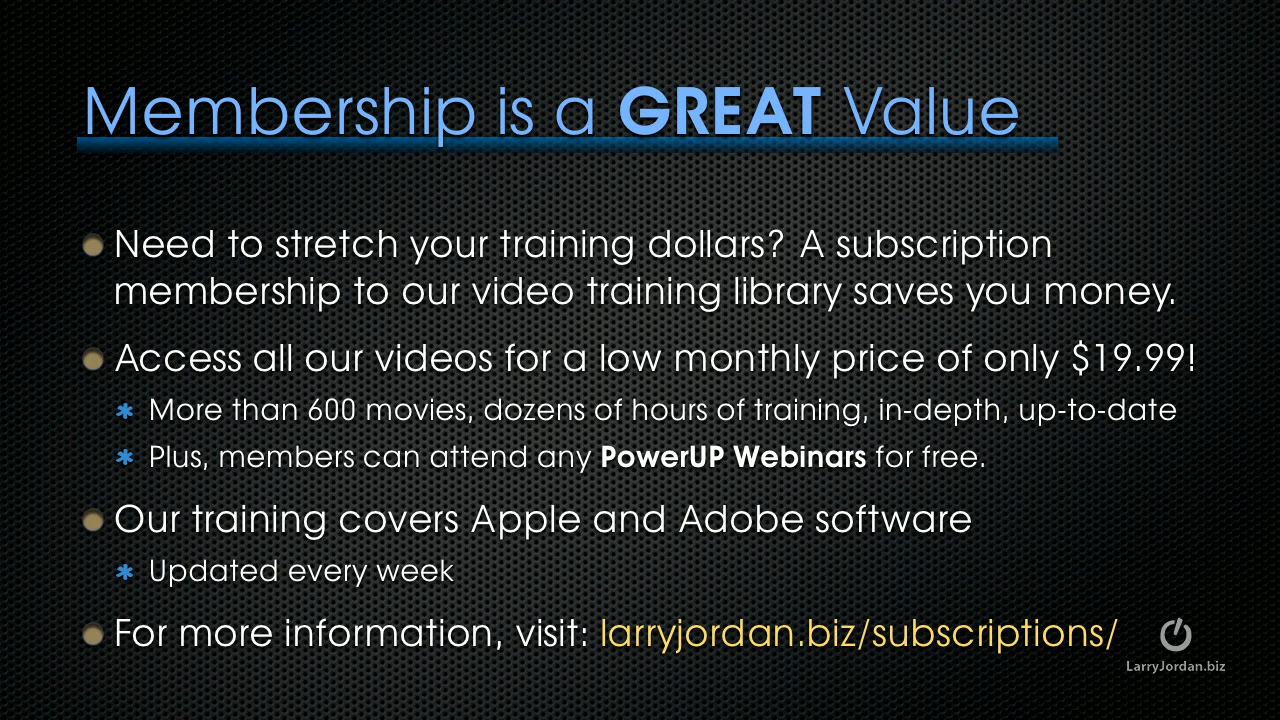 Membership is a GREAT Value
Need to stretch your training dollars? A subscription
membership to our video training library saves you money.
Access all our videos for a low monthly price of only $19.99!
More than 600 movies, dozens of hours of training, in-depth, up-to-date
Plus, members can attend any PowerUP Webinars for free.
Our training covers Apple and Adobe software
Updated every week
For more information, visit: larryjordan.biz/subscriptions/
LarryJordan.biz